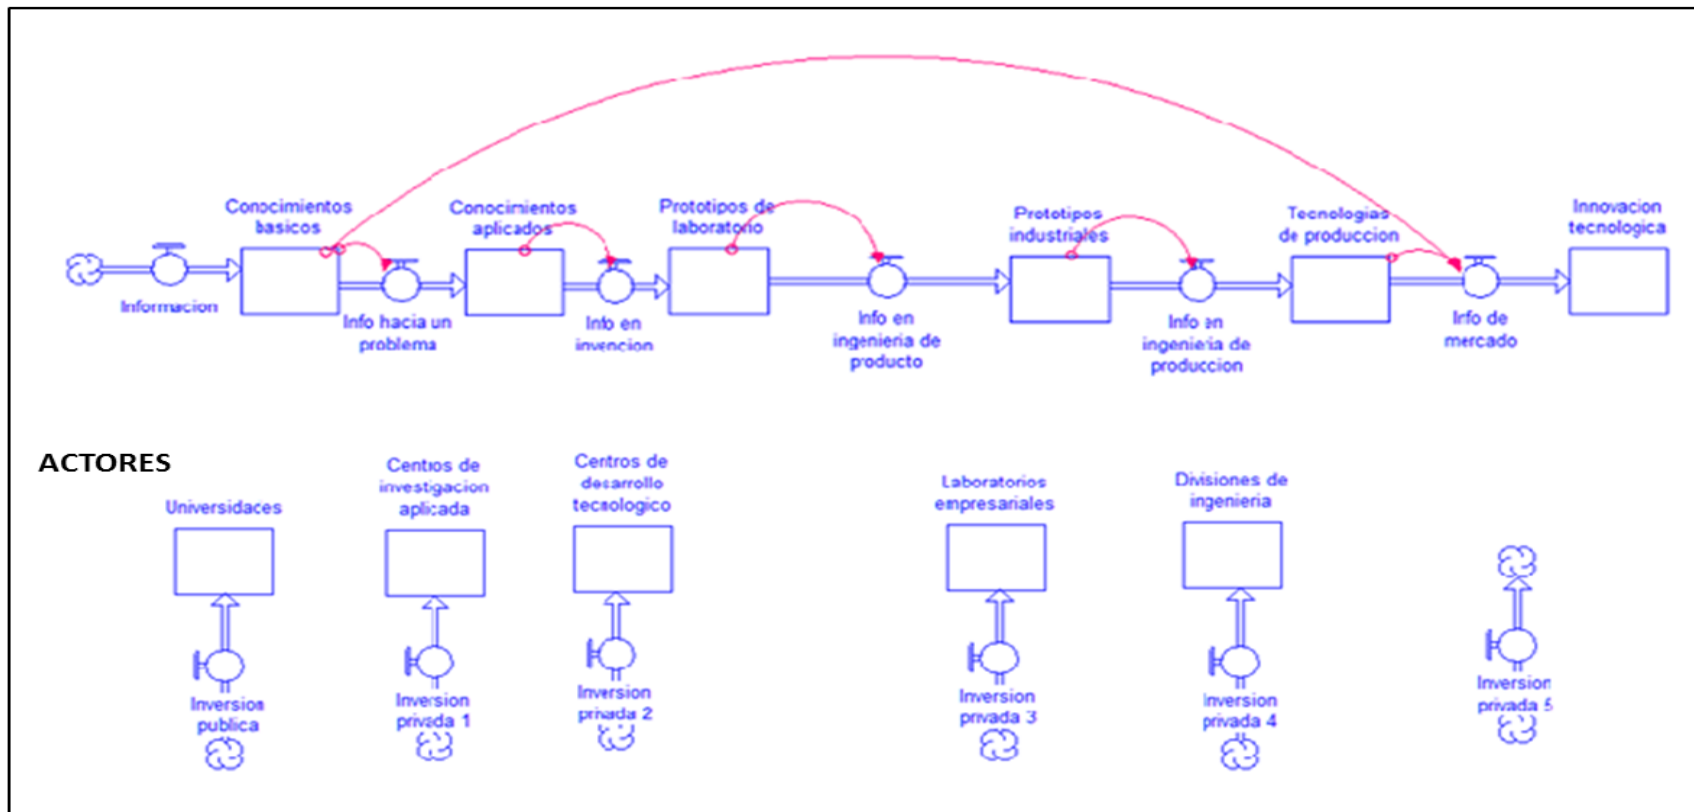 Conocimientos
basicos
Conocimientos
aplicados
Prototipos de
laboratorio
Prototipos
industriales
Tecnologias
de produccion
Innovacion
tecnologica
Informacion
Info hacia un
problema
Info en
invencion
Info en
ingenieria de
producto
Info en
ingenieria de
produccion
Info de
mercado
ACTORES
Universidades
Centros de
investigacion
aplicada
Centros de
desarrollo
tecnologico
Laboratorios
empresariales
Divisiones de
ingenieria
Inversion
publica
Inversion
privada 1
Inversion
privada 2
Inversion
privada 3
Inversion
privada 4
Inversion
privada 5